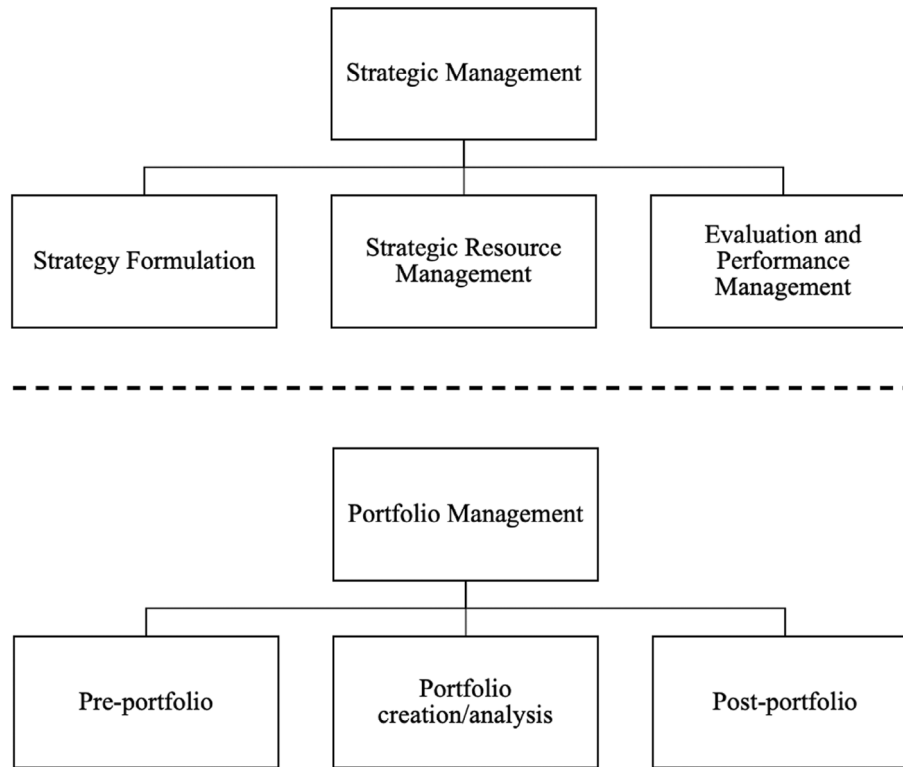 Strategic Management
Strategy Formulation
Strategic Resource
Management
Evaluation and
Performance
Management
Portfolio Management
Pre-portfolio
Portfolio
creation/analysis
Post-portfolio